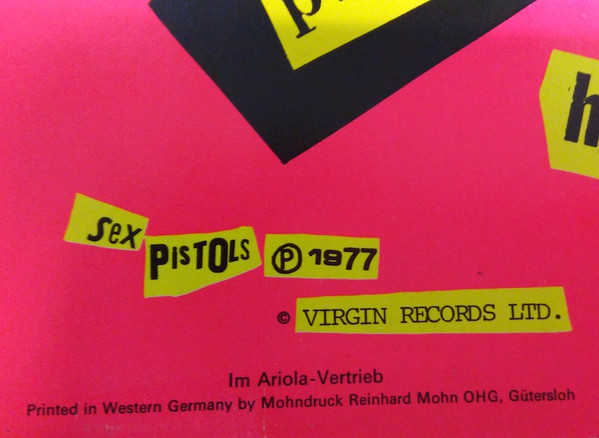 sex
PISTOLS ℗ 1977
© VIRGIN RECORDS LTD.
Im Ariola-Vertrieb
Printed in Western Germany by Mohndruck Reinhard Mohn OHG, Gütersloh